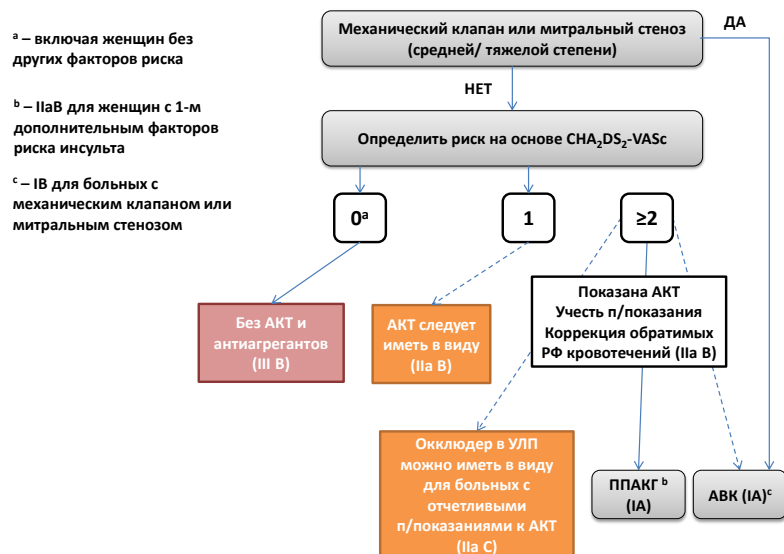 Механический клапан или митральный стеноз
(средней/ тяжелой степени)
ДА
ᵃ – включая женщин без
других факторов риска
НЕТ
ᵇ – IIaB для женщин с 1-м
дополнительным факторов
риска инсульта
Определить риск на основе CHA₂DS₂-VASc
ᶜ – IB для больных с
механическим клапаном или
митральным стенозом
0ᵃ
1
≥2
Показана АКТ
Учесть п/показания
Коррекция обратимых
РФ кровотечений (IIa B)
Без АКТ и
антиагрегантов
(III B)
АКТ следует
иметь в виду
(IIa B)
Окклюдер в УЛП
можно иметь в виду
для больных с
отчетливыми
п/показаниями к АКТ
(IIa C)
ППАКГ ᵇ
(IA)
АВК (IA)ᶜ